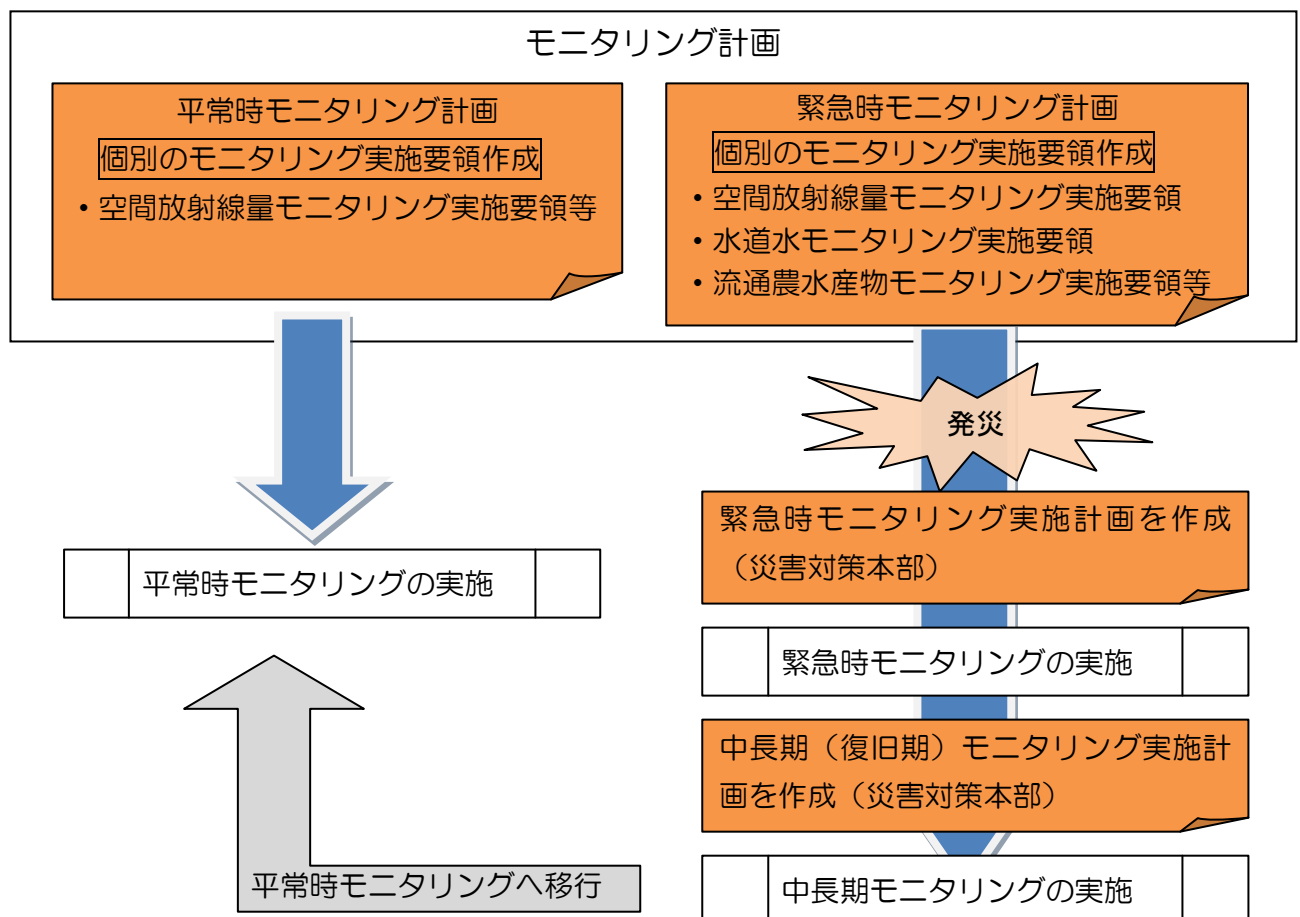 モニタリング計画
平常時モニタリング計画
個別のモニタリング実施要領作成
・空間放射線量モニタリング実施要領等
緊急時モニタリング計画
個別のモニタリング実施要領作成
・空間放射線量モニタリング実施要領
・水道水モニタリング実施要領
・流通農水産物モニタリング実施要領等
発災
緊急時モニタリング実施計画を作成
（災害対策本部）
平常時モニタリングの実施
緊急時モニタリングの実施
中長期（復旧期）モニタリング実施計
画を作成（災害対策本部）
平常時モニタリングへ移行
中長期モニタリングの実施